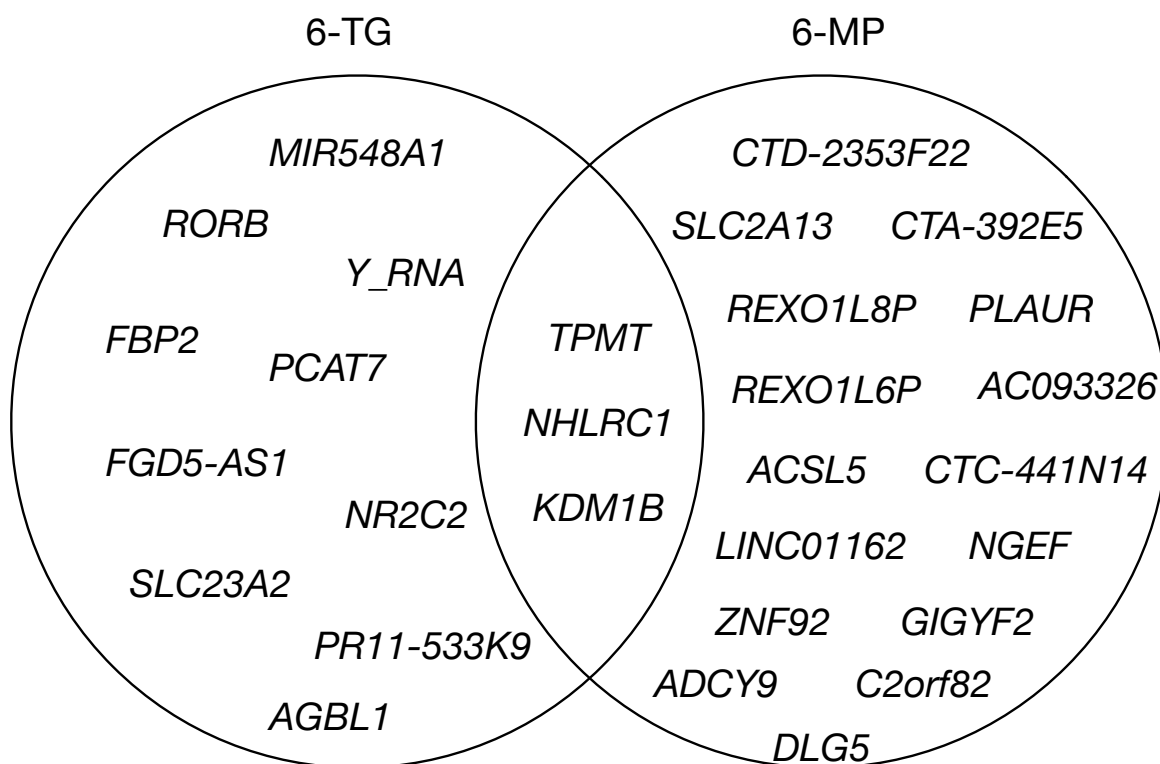 6-TG
6-MP
MIR548A1
RORB
Y_RNA
FBP2
PCAT7
FGD5-AS1
NR2C2
SLC23A2
PR11-533K9
AGBL1
TPMT
NHLRC1
KDM1B
CTD-2353F22
SLC2A13 CTA-392E5
REXO1L8P PLAUR
REXO1L6P AC093326
ACSL5 CTC-441N14
LINC01162 NGEF
ZNF92 GIGYF2
ADCY9 C2orf82
DLG5